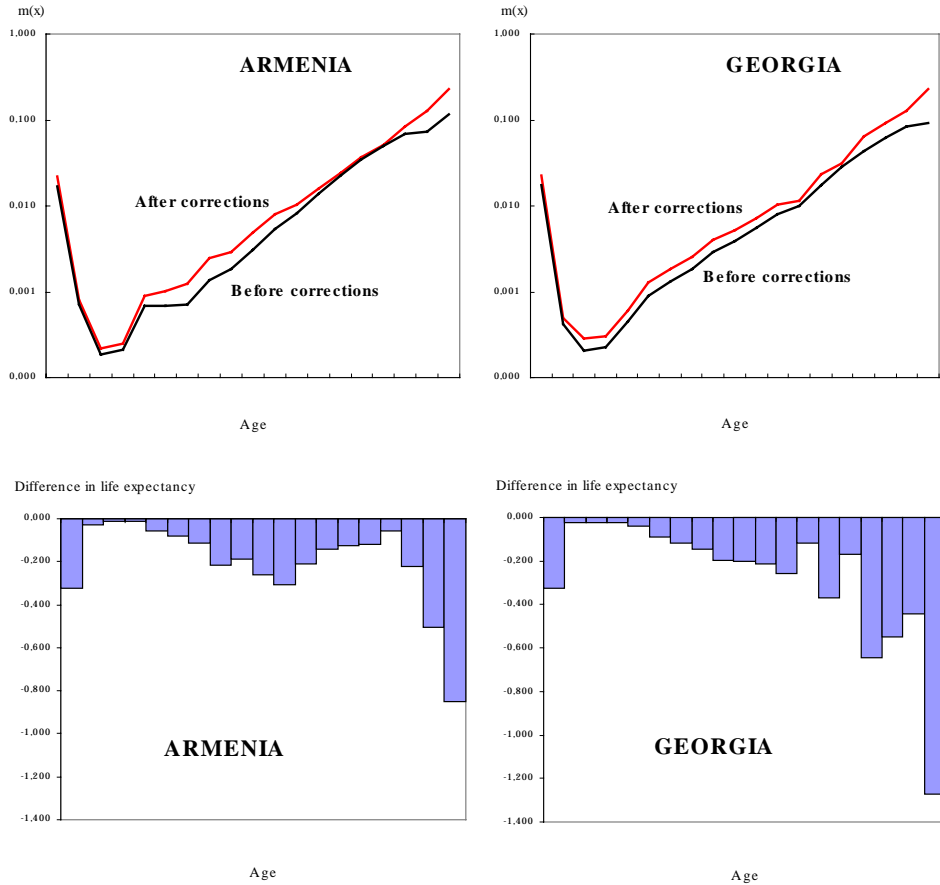 m(x)
1,000
ARMENIA
0,100
0,010
After corrections
Before corrections
0,001
0,000
Age
m(x)
1,000
GEORGIA
0,100
0,010
After corrections
Before corrections
0,001
0,000
Age
Difference in life expectancy
0,000
-0,200
-0,400
-0,600
-0,800
-1,000
-1,200
-1,400
ARMENIA
Age
Difference in life expectancy
0,000
-0,200
-0,400
-0,600
-0,800
-1,000
-1,200
-1,400
GEORGIA
Age